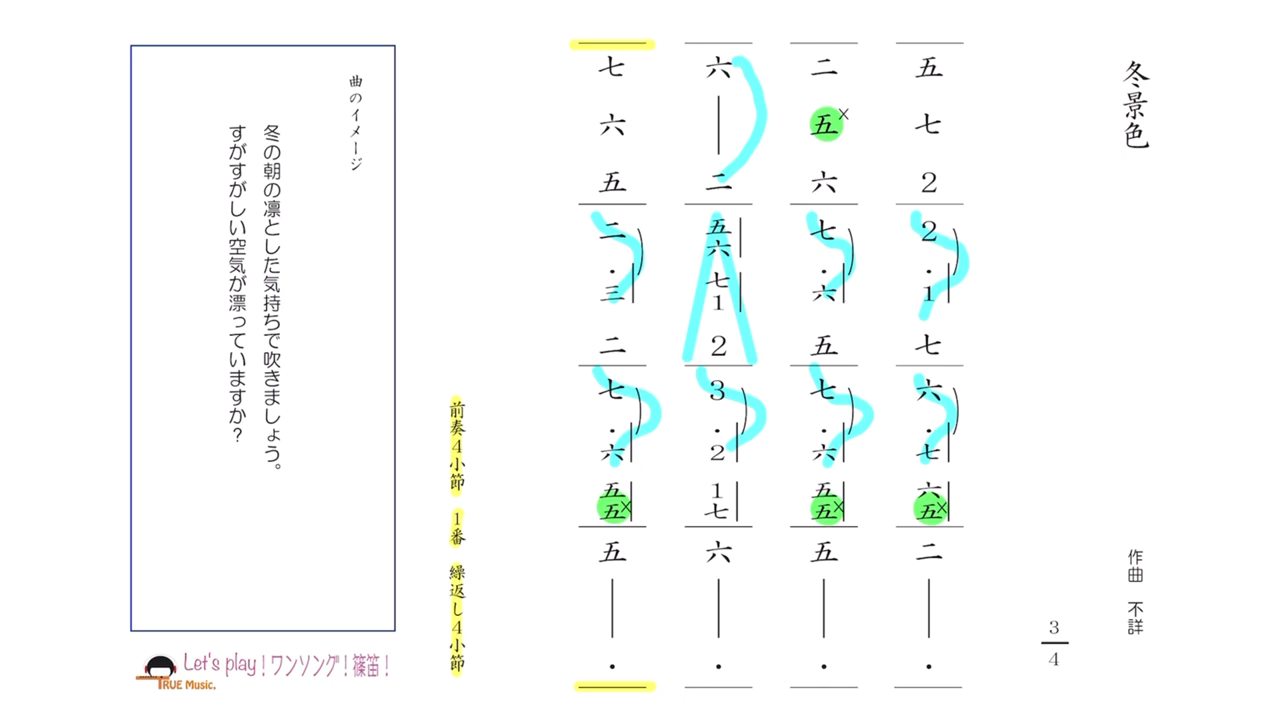 冬景色
作曲 不詳
3/4
五 七 2
2 . 1 七
六 . 七 六 五×
二 | .
二 五× 六
七 . 六 五
七 . 六 五 五×
五 | .
六 | 二
五 六 七 1 2
3 . 2 1 七
六 | .
七 六 五
二 . 三 二
七 . 六 五 五×
五 | .
前奏4小節 1番 繰返し4小節
曲のイメージ
冬の朝の凛とした気持ちで吹きましょう。
すがすがしい空気が漂っていますか?
TRUE Music,
Let's play!ワンソング!篠笛!